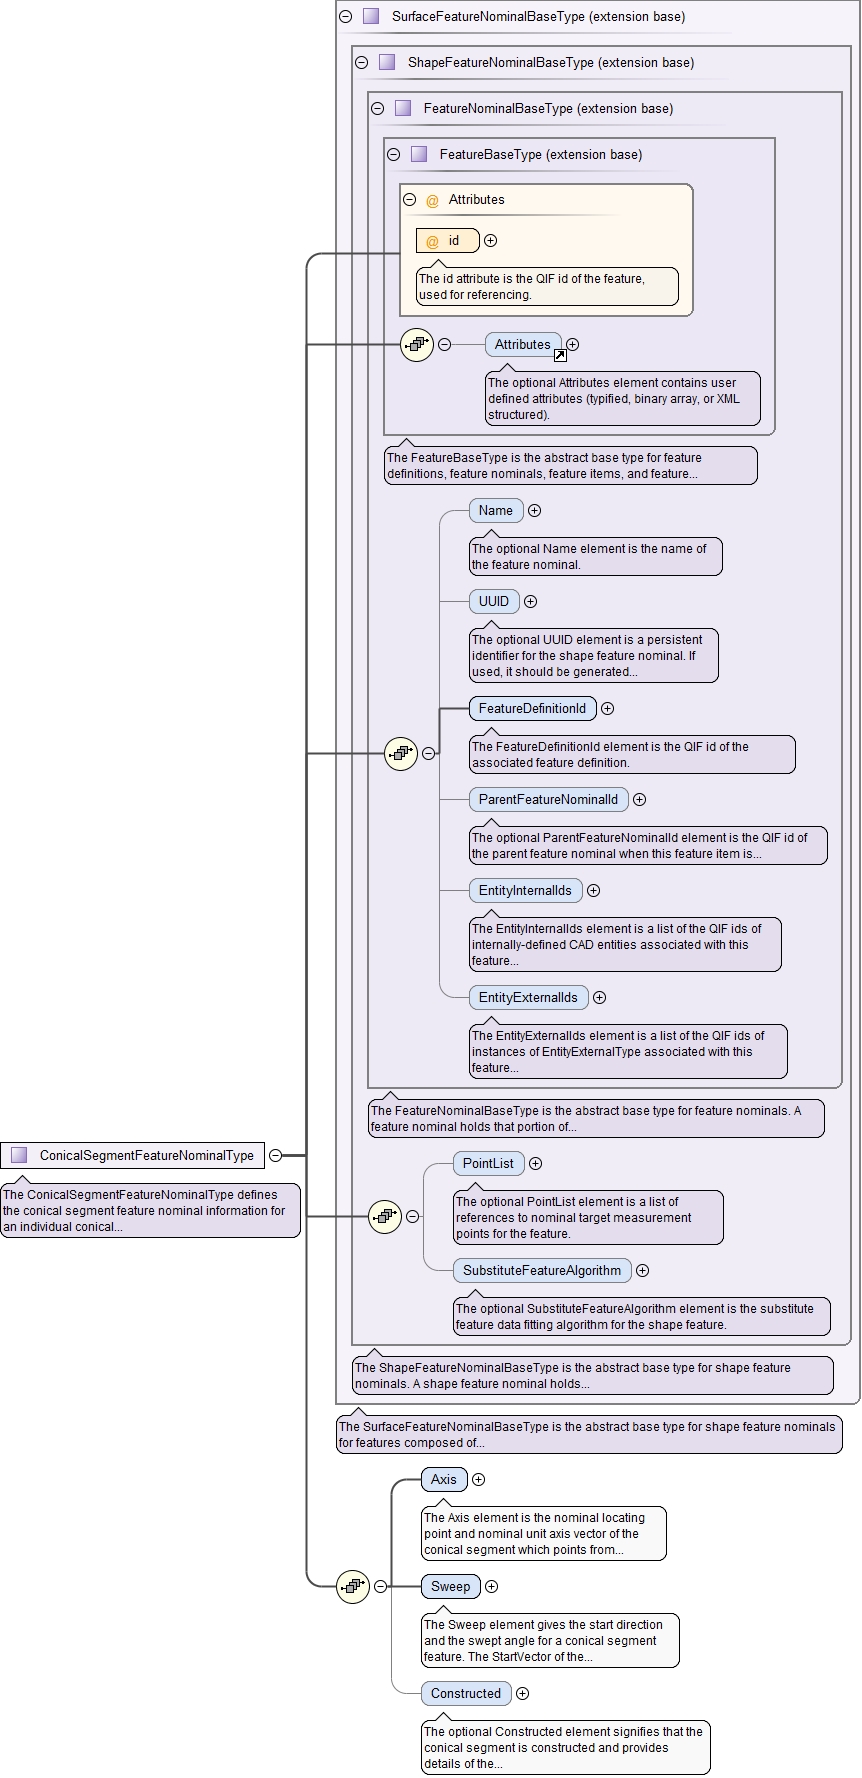 SurfaceFeatureNominalBaseType (extension base)
ShapeFeatureNominalBaseType (extension base)
FeatureNominalBaseType (extension base)
FeatureBaseType (extension base)
@ Attributes
@ id
The id attribute is the QIF id of the feature,
used for referencing.
Attributes
The optional Attributes element contains user
defined attributes (typified, binary array, or XML
structured).
The FeatureBaseType is the abstract base type for feature
definitions, feature nominals, feature items, and feature...
Name
The optional Name element is the name of
the feature nominal.
UUID
The optional UUID element is a persistent
identifier for the shape feature nominal. If
used, it should be generated...
FeatureDefinitionId
The FeatureDefinitionId element is the QIF id of the
associated feature definition.
ParentFeatureNominalId
The optional ParentFeatureNominalId element is the QIF id of
the parent feature nominal when this feature item is...
EntityInternalIds
The EntityInternalIds element is a list of the QIF ids of
internally-defined CAD entities associated with this
feature...
EntityExternalIds
The EntityExternalIds element is a list of the QIF ids of
instances of EntityExternalType associated with this
feature...
The FeatureNominalBaseType is the abstract base type for feature nominals. A
feature nominal holds that portion of...
ConicalSegmentFeatureNominalType
The ConicalSegmentFeatureNominalType defines
the conical segment feature nominal information for
an individual conical...
PointList
The optional PointList element is a list of
references to nominal target measurement
points for the feature.
SubstituteFeatureAlgorithm
The optional SubstituteFeatureAlgorithm element is the substitute
feature data fitting algorithm for the shape feature.
The ShapeFeatureNominalBaseType is the abstract base type for shape feature
nominals. A shape feature nominal holds...
The SurfaceFeatureNominalBaseType is the abstract base type for shape feature nominals
for features composed of...
Axis
The Axis element is the nominal locating
point and nominal unit axis vector of the
conical segment which points from...
Sweep
The Sweep element gives the start direction
and the swept angle for a conical segment
feature. The StartVector of the...
Constructed
The optional Constructed element signifies that the
conical segment is constructed and provides
details of the...